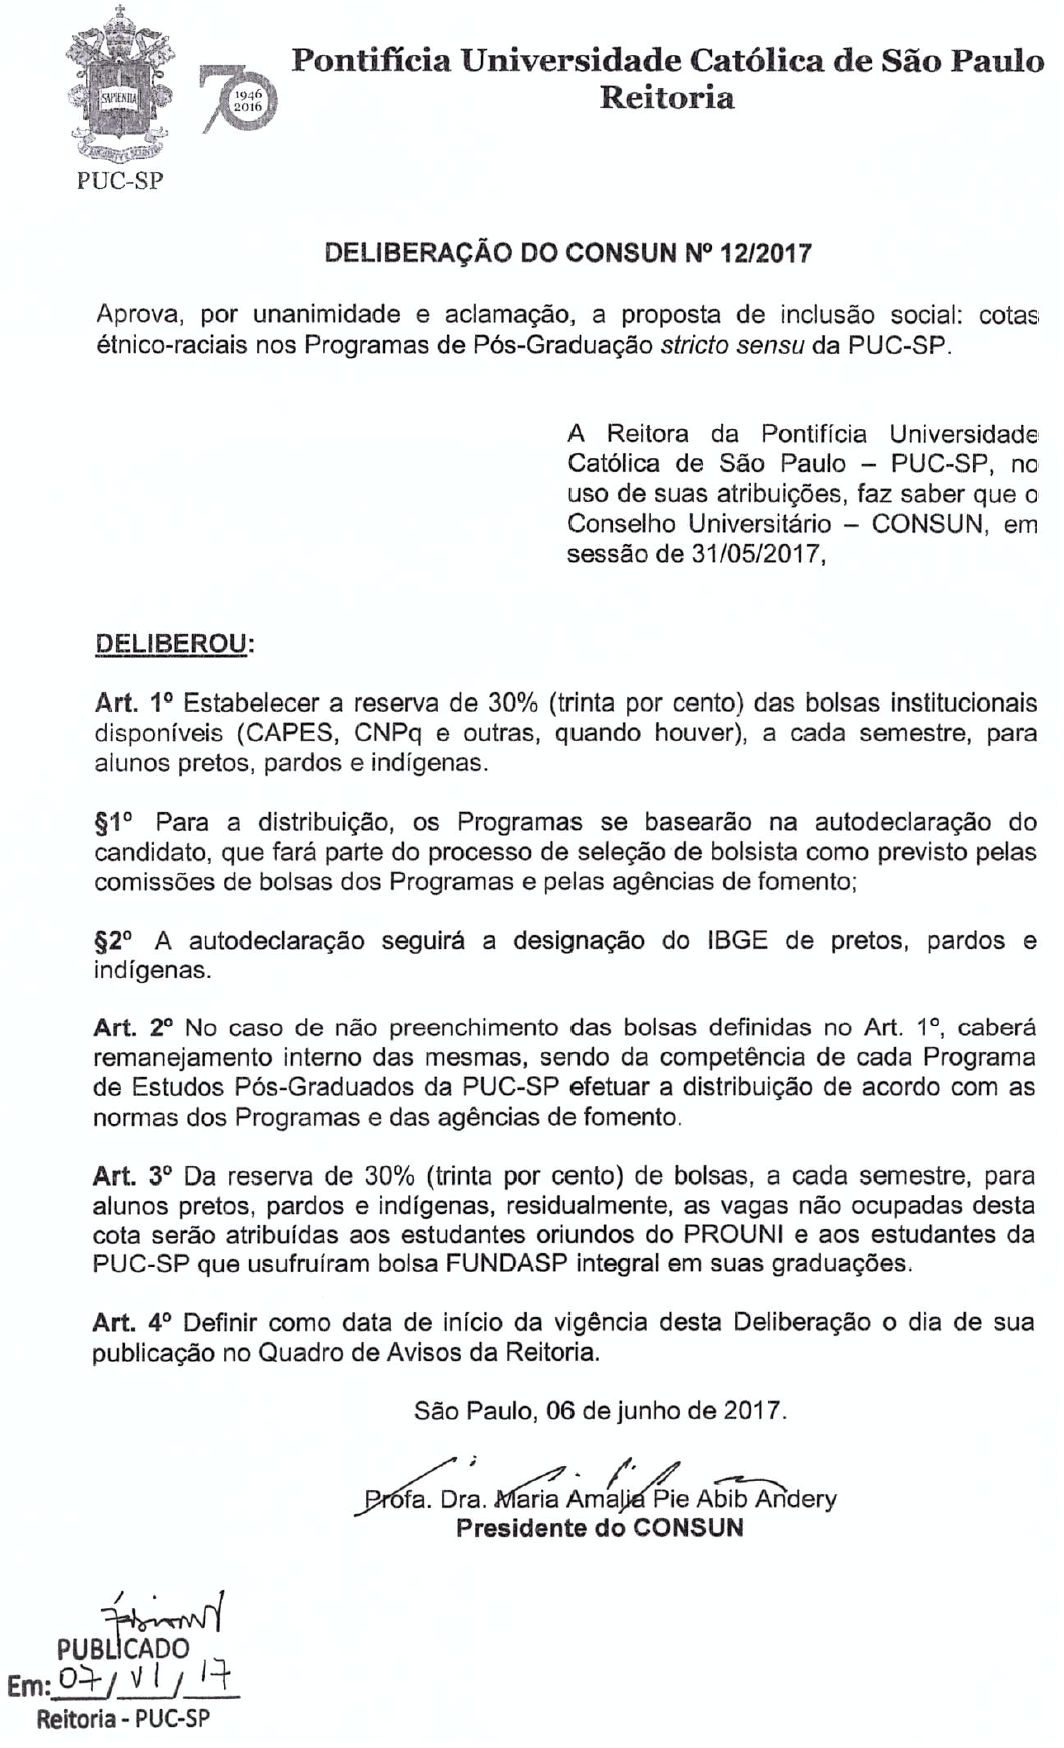 Pontifícia Universidade Católica de São Paulo
Reitoria
SAPIENTIA
70
1946
2016
PUC-SP
DELIBERAÇÃO DO CONSUN Nº 12/2017
Aprova, por unanimidade e aclamação, a proposta de inclusão social: cotas
étnico-raciais nos Programas de Pós-Graduação stricto sensu da PUC-SP.
A Reitora da Pontifícia Universidade
Católica de São Paulo – PUC-SP, no
uso de suas atribuições, faz saber que o
Conselho Universitário – CONSUN, em
sessão de 31/05/2017,
DELIBEROU:
Art. 1º Estabelecer a reserva de 30% (trinta por cento) das bolsas institucionais
disponíveis (CAPES, CNPq e outras, quando houver), a cada semestre, para
alunos pretos, pardos e indígenas.
§1º Para a distribuição, os Programas se basearão na autodeclaração do
candidato, que fará parte do processo de seleção de bolsista como previsto pelas
comissões de bolsas dos Programas e pelas agências de fomento;
§2º A autodeclaração seguirá a designação do IBGE de pretos, pardos e
indígenas.
Art. 2º No caso de não preenchimento das bolsas definidas no Art. 1º, caberá
remanejamento interno das mesmas, sendo da competência de cada Programa
de Estudos Pós-Graduados da PUC-SP efetuar a distribuição de acordo com as
normas dos Programas e das agências de fomento.
Art. 3º Da reserva de 30% (trinta por cento) de bolsas, a cada semestre, para
alunos pretos, pardos e indígenas, residualmente, as vagas não ocupadas desta
cota serão atribuídas aos estudantes oriundos do PROUNI e aos estudantes da
PUC-SP que usufruíram bolsa FUNDASP integral em suas graduações.
Art. 4º Definir como data de início da vigência desta Deliberação o dia de sua
publicação no Quadro de Avisos da Reitoria.
São Paulo, 06 de junho de 2017.
Profa. Dra. Maria Amalia Pie Abib Andery
Presidente do CONSUN
PUBLICADO
Em: 07/VI/17
Reitoria - PUC-SP